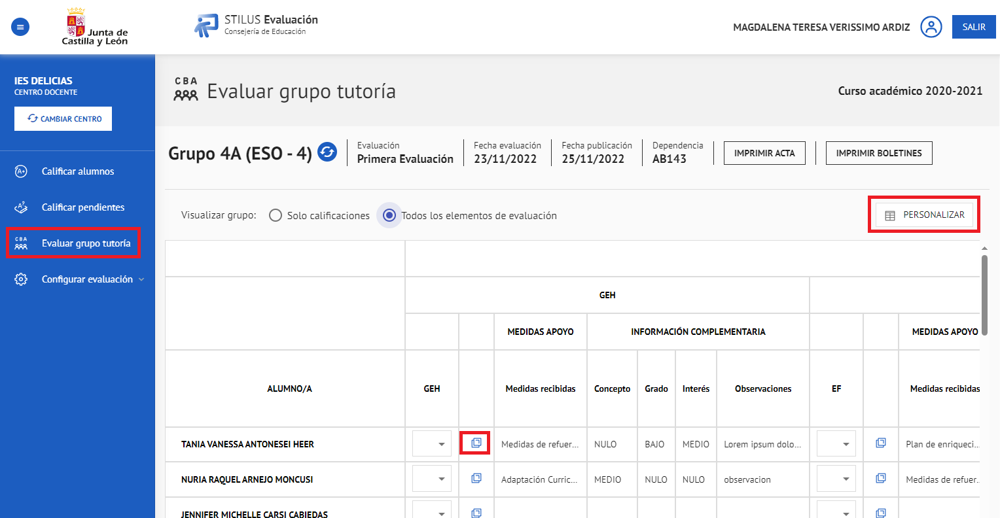 Junta de
Castilla y León
STILUS Evaluación
Consejería de Educación
MAGDALENA TERESA VERISSIMO ARDIZ
SALIR
IES DELICIAS
CENTRO DOCENTE
CAMBIAR CENTRO
Calificar alumnos
Calificar pendientes
CBA
Evaluar grupo tutoría
Configurar evaluación
CBA
Evaluar grupo tutoría
Curso académico 2020-2021
Grupo 4A (ESO - 4)
Evaluación
Primera Evaluación
Fecha evaluación
23/11/2022
Fecha publicación
25/11/2022
Dependencia
AB143
IMPRIMIR ACTA
IMPRIMIR BOLETINES
Visualizar grupo:
Solo calificaciones
Todos los elementos de evaluación
PERSONALIZAR
GEH
MEDIDAS APOYO
INFORMACIÓN COMPLEMENTARIA
MEDIDAS APOYO
ALUMNO/A
GEH
Medidas recibidas
Concepto
Grado
Interés
Observaciones
EF
Medidas recibidas
TANIA VANESSA ANTONESEI HEER
Medidas de refuer...
NULO
BAJO
MEDIO
Lorem ipsum dolo...
Plan de enriqueci...
NURIA RAQUEL ARNEJO MONCUSI
Adaptación Curric...
MEDIO
NULO
NULO
observacion
Medidas de refuer...
JENNIFER MICHELLE CARSI CABIEDAS